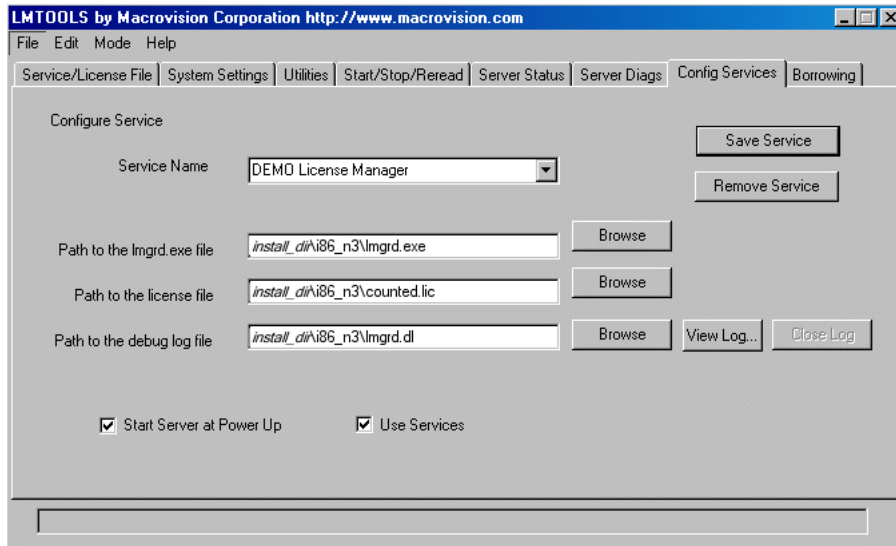 LMTOOLS by Macrovision Corporation http://www.macrovision.com
File Edit Mode Help
Service/License File System Settings Utilities Start/Stop/Reread Server Status Server Diags Config Services Borrowing
Configure Service
Save Service
Service Name DEMO License Manager
Remove Service
Path to the lmgrd.exe file install_dir\i86_n3\lmgrd.exe Browse
Path to the license file install_dir\i86_n3\counted.lic Browse
Path to the debug log file install_dir\i86_n3\lmgrd.dl Browse View Log... Close Log
Start Server at Power Up Use Services